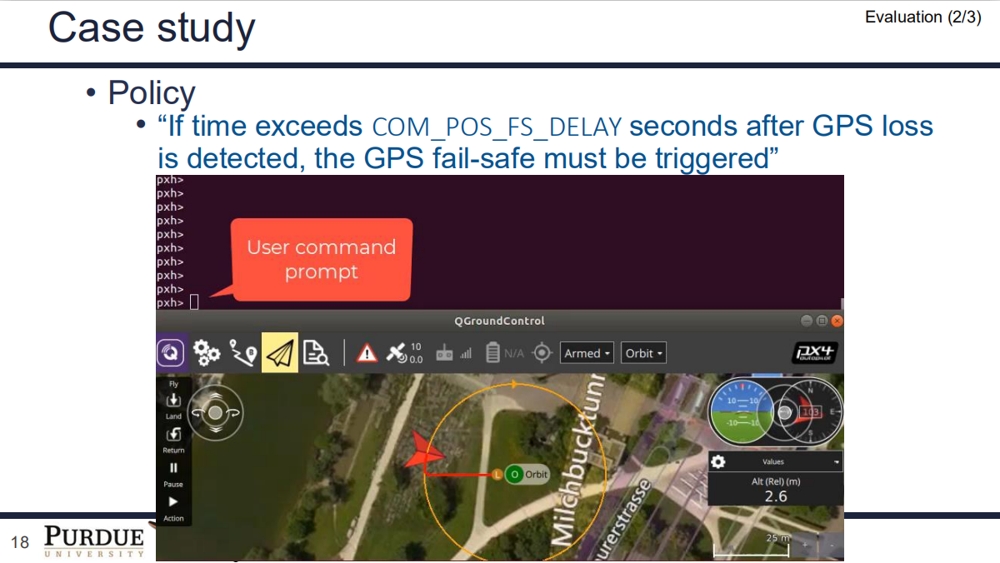 Case study
Evaluation (2/3)
• Policy
• “If time exceeds COM_POS_FS_DELAY seconds after GPS loss
is detected, the GPS fail-safe must be triggered”
pxh>
pxh>
pxh>
pxh>
pxh>
pxh>
pxh>
pxh>
pxh>
pxh>
User command
prompt
QGroundControl
10
0.0
N/A
Armed
Orbit
px4
autopilot
Fly
Land
Return
Pause
Action
L
O Orbit
Milchbucktunn
urerstrasse
10 10
-10 -10
N
E
S
103
Values
Alt (Rel) (m)
2.6
25 m
+ -
18
PURDUE
UNIVERSITY